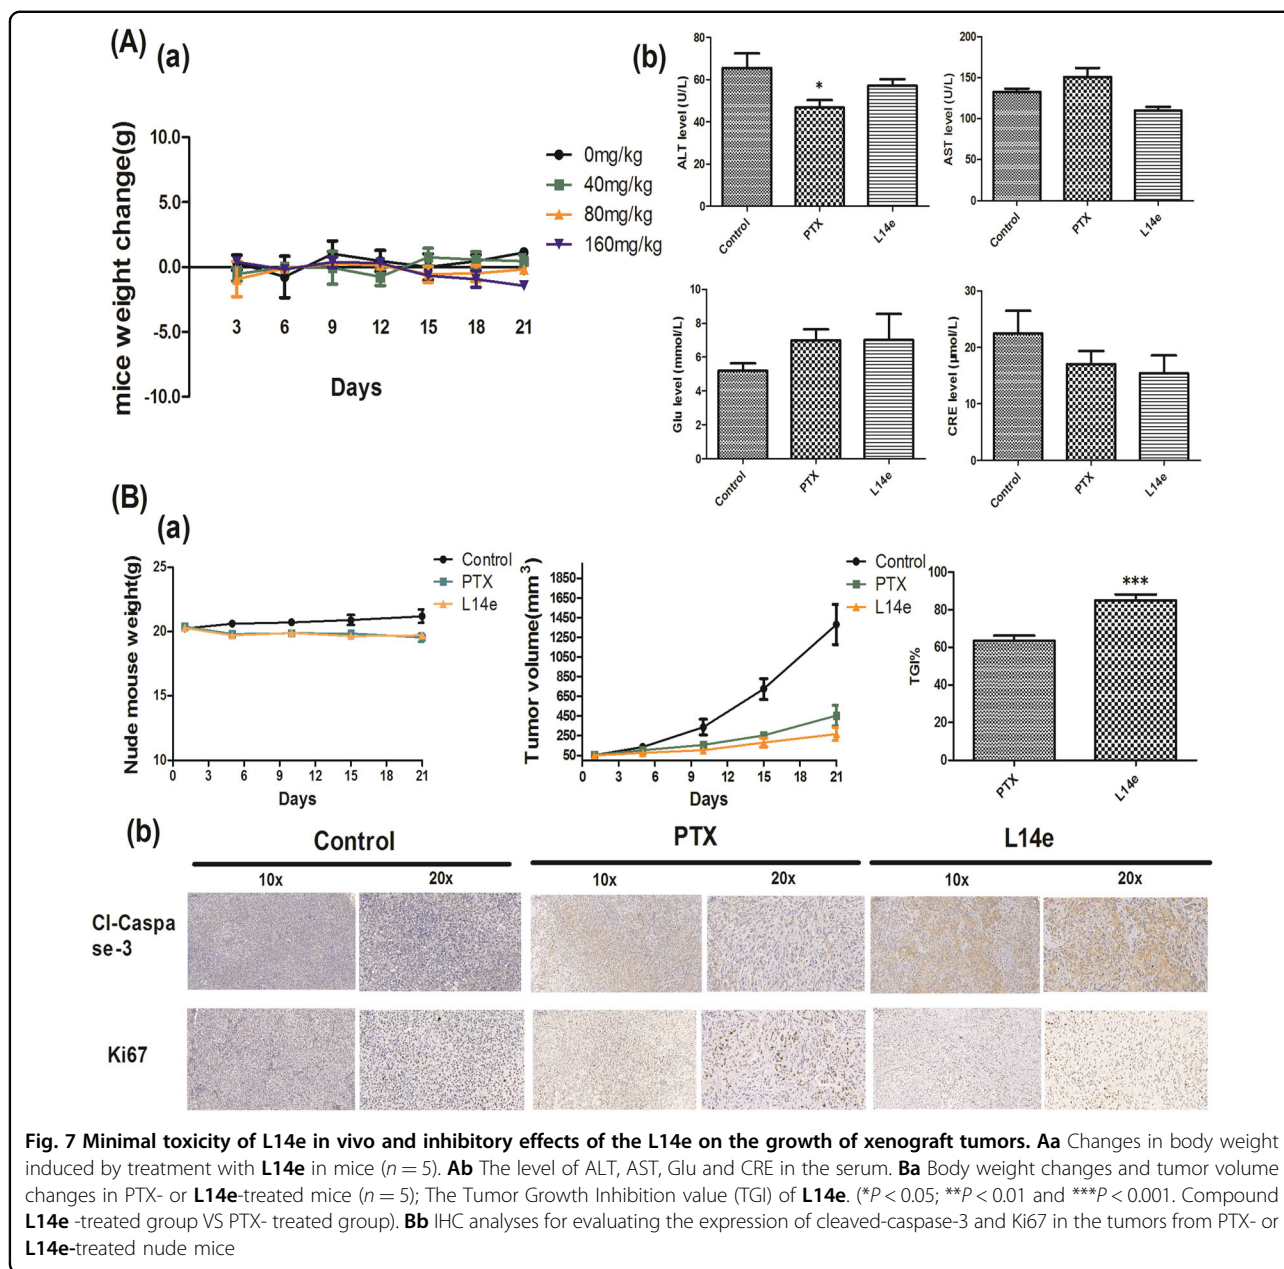 (A)
(a)
mice weight change(g)
10.0
5.0
0.0
-5.0
-10.0
3 6 9 12 15 18 21
Days
0mg/kg
40mg/kg
80mg/kg
160mg/kg
(b)
ALT level (U/L)
80
60
40
20
0
*
Control PTX L14e
AST level (U/L)
200
150
100
50
0
Control PTX L14e
Glu level (mmol/L)
10
8
6
4
2
0
Control PTX L14e
CRE level (μmol/L)
30
20
10
0
Control PTX L14e
(B)
(a)
Nude mouse weight(g)
25
20
15
10
0 3 6 9 12 15 18 21
Days
Control
PTX
L14e
Tumor volume(mm³)
1850
1650
1450
1250
1050
850
650
450
250
50
0 3 6 9 12 15 18 21
Days
Control
PTX
L14e
TGI%
100
80
60
40
20
0
***
PTX L14e
(b)
Control PTX L14e
10x 20x 10x 20x 10x 20x
Cl-Caspa
se-3
Ki67
Fig. 7 Minimal toxicity of L14e in vivo and inhibitory effects of the L14e on the growth of xenograft tumors. Aa Changes in body weight
induced by treatment with L14e in mice (n = 5). Ab The level of ALT, AST, Glu and CRE in the serum. Ba Body weight changes and tumor volume
changes in PTX- or L14e-treated mice (n = 5); The Tumor Growth Inhibition value (TGI) of L14e. (*P < 0.05; **P < 0.01 and ***P < 0.001. Compound
L14e -treated group VS PTX- treated group). Bb IHC analyses for evaluating the expression of cleaved-caspase-3 and Ki67 in the tumors from PTX- or
L14e-treated nude mice